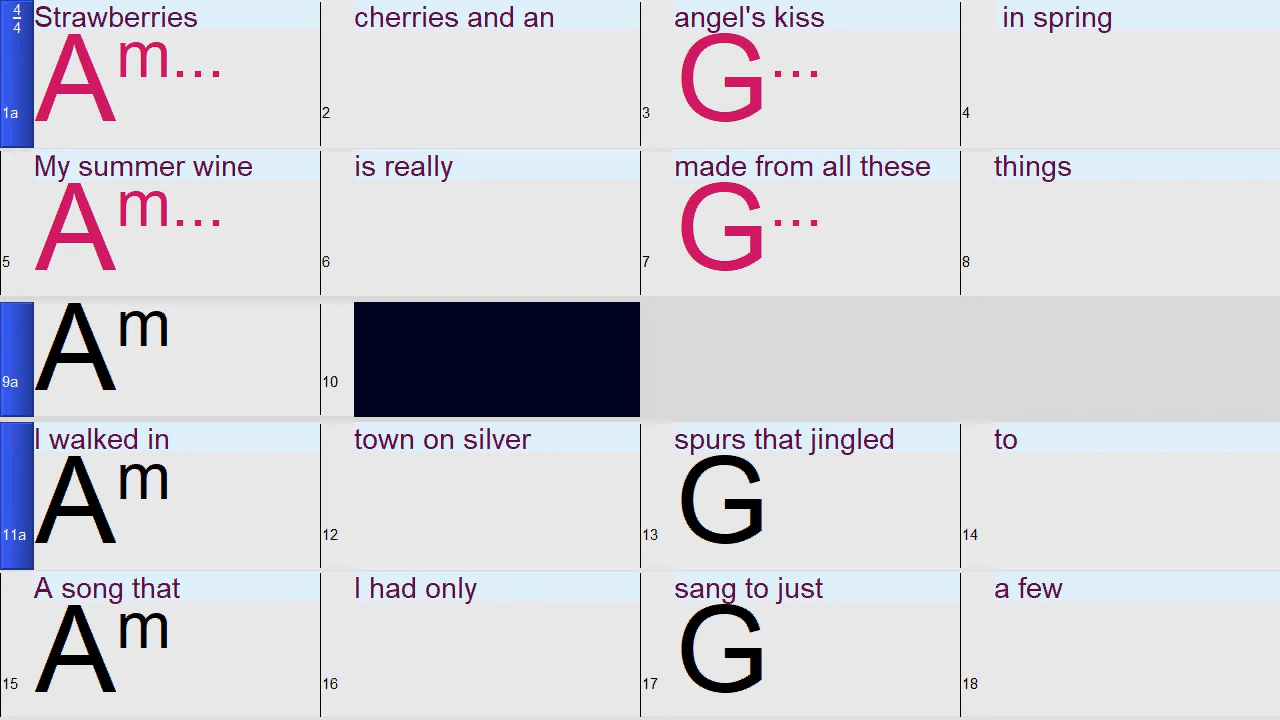 4/4 Strawberries cherries and an angel's kiss in spring
Am... G...
1a 2 3 4
My summer wine is really made from all these things
Am... G...
5 6 7 8
Am
9a 10
I walked in town on silver spurs that jingled to
Am G
11a 12 13 14
A song that I had only sang to just a few
Am G
15 16 17 18